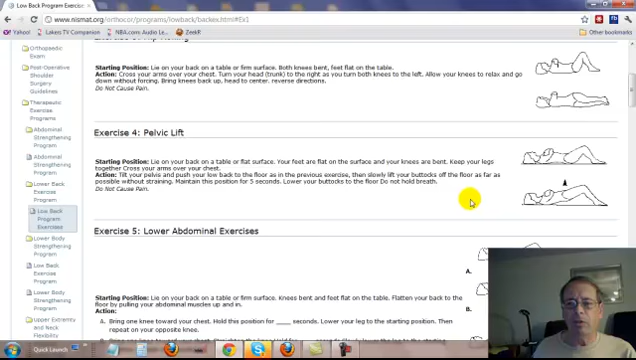 Low Back Program Exercise
www.nismat.org/orthocor/programs/lowback/backex.html#Ex1
Yahoo! Lakers TV Companion NBA.com: Audio Lea... ZeekR Other bookmarks
Orthopaedic
Exam
Post-Operative
Shoulder
Surgery
Guidelines
Therapeutic
Exercise
Programs
Abdominal
Strengthening
Program
Abdominal
Strengthening
Program
Lower Back
Exercise
Program
Low Back
Program
Exercises
Lower Body
Strengthening
Program
Low Back
Exercise
Program
Lower Body
Strengthening
Program
Upper Extremity
and Neck
Flexibility
Starting Position: Lie on your back on a table or firm surface. Both knees bent, feet flat on the table.
Action: Cross your arms over your chest. Turn your head (trunk) to the right as you turn both knees to the left. Allow your knees to relax and go
down without forcing. Bring knees back up, head to center. reverse directions.
Do Not Cause Pain.
Exercise 4: Pelvic Lift
Starting Position: Lie on your back on a table or flat surface. Your feet are flat on the surface and your knees are bent. Keep your legs
together Cross your arms over your chest.
Action: Tilt your pelvis and push your low back to the floor as in the previous exercise, then slowly lift your buttocks off the floor as far as
possible without straining. Maintain this position for 5 seconds. Lower your buttocks to the floor Do not hold breath.
Do Not Cause Pain.
Exercise 5: Lower Abdominal Exercises
A.
Starting Position: Lie on your back on a table or firm surface. Knees bent and feet flat on the table. Flatten your back to the
floor by pulling your abdominal muscles up and in.
B.
Action:
A. Bring one knee toward your chest. Hold this position for ____ seconds. Lower your leg to the starting position. Then
repeat on your opposite knee.
Quick Launch